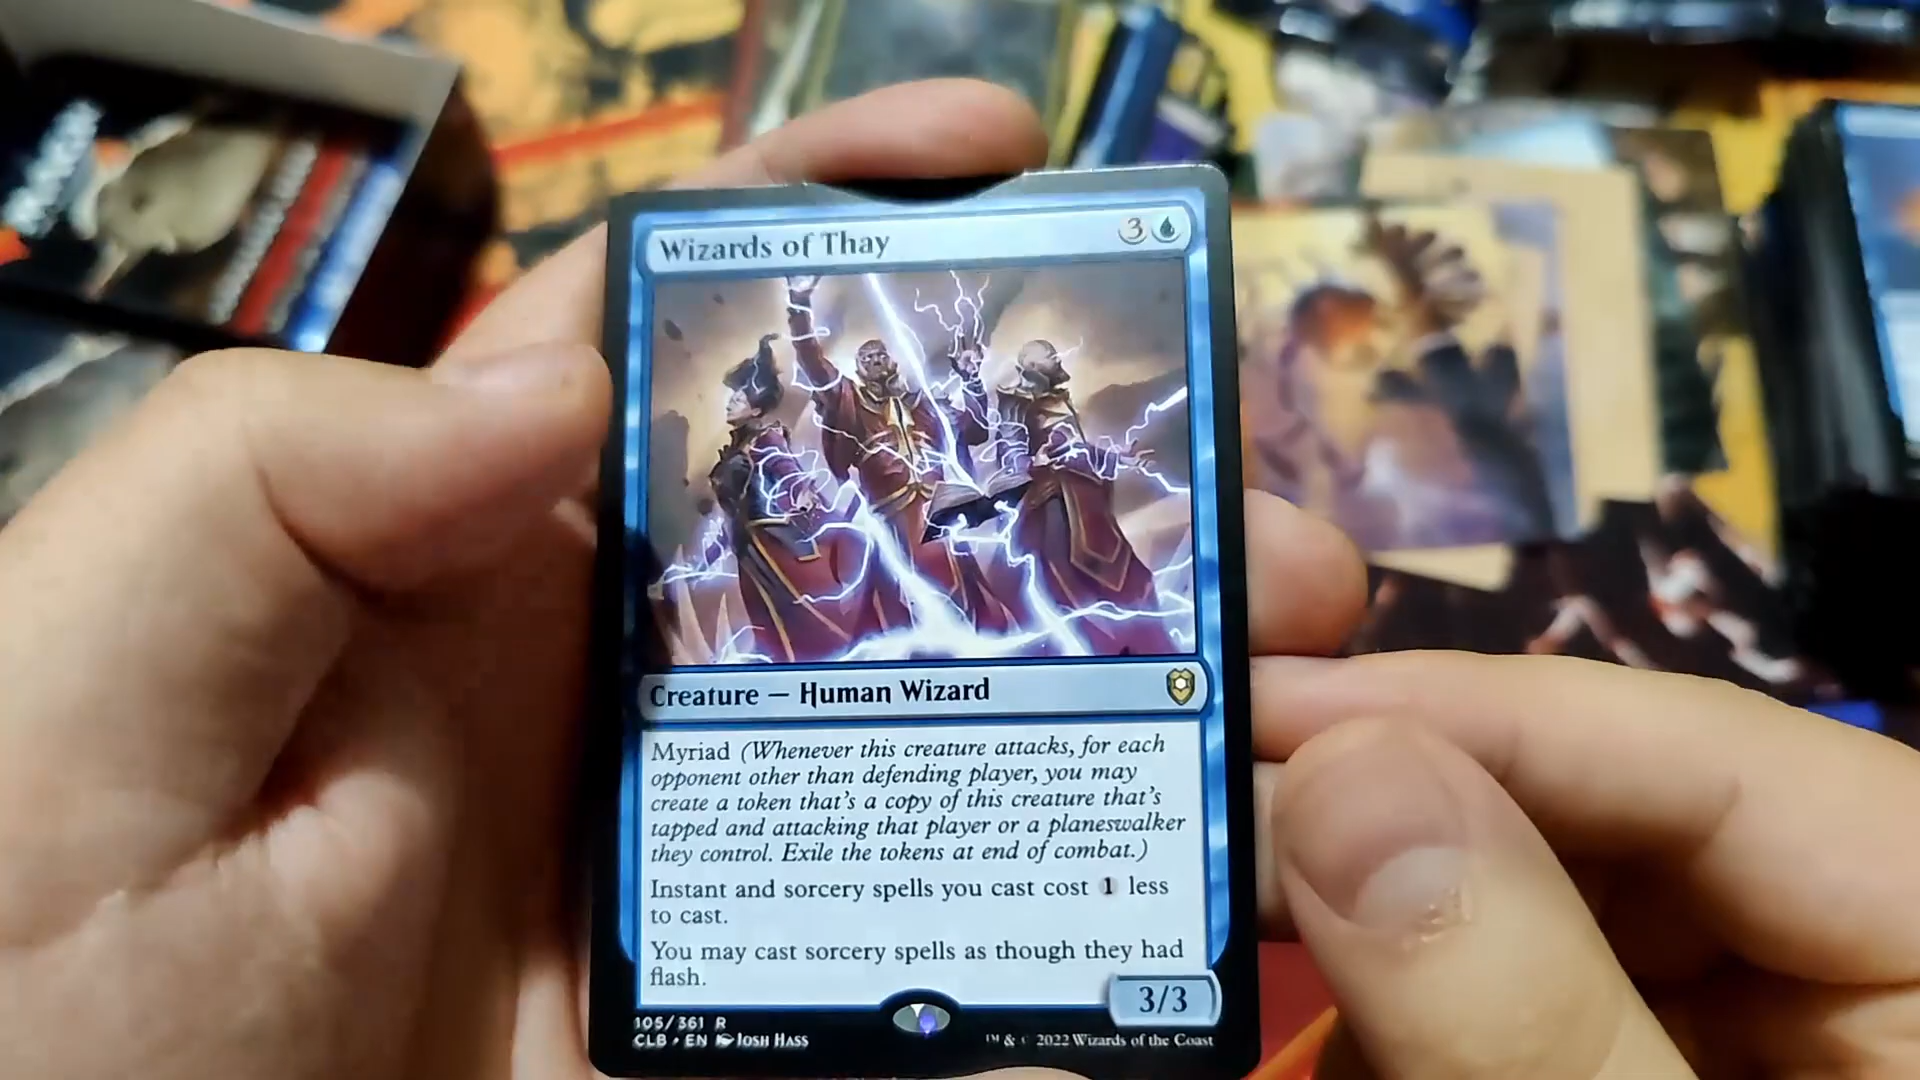 Wizards of Thay 3
Creature — Human Wizard
Myriad (Whenever this creature attacks, for each
opponent other than defending player, you may
create a token that's a copy of this creature that's
tapped and attacking that player or a planeswalker
they control. Exile the tokens at end of combat.)
Instant and sorcery spells you cast cost 1 less
to cast.
You may cast sorcery spells as though they had
flash.
3/3
105/361 R
CLB • EN Josh Hass
™ & © 2022 Wizards of the Coast